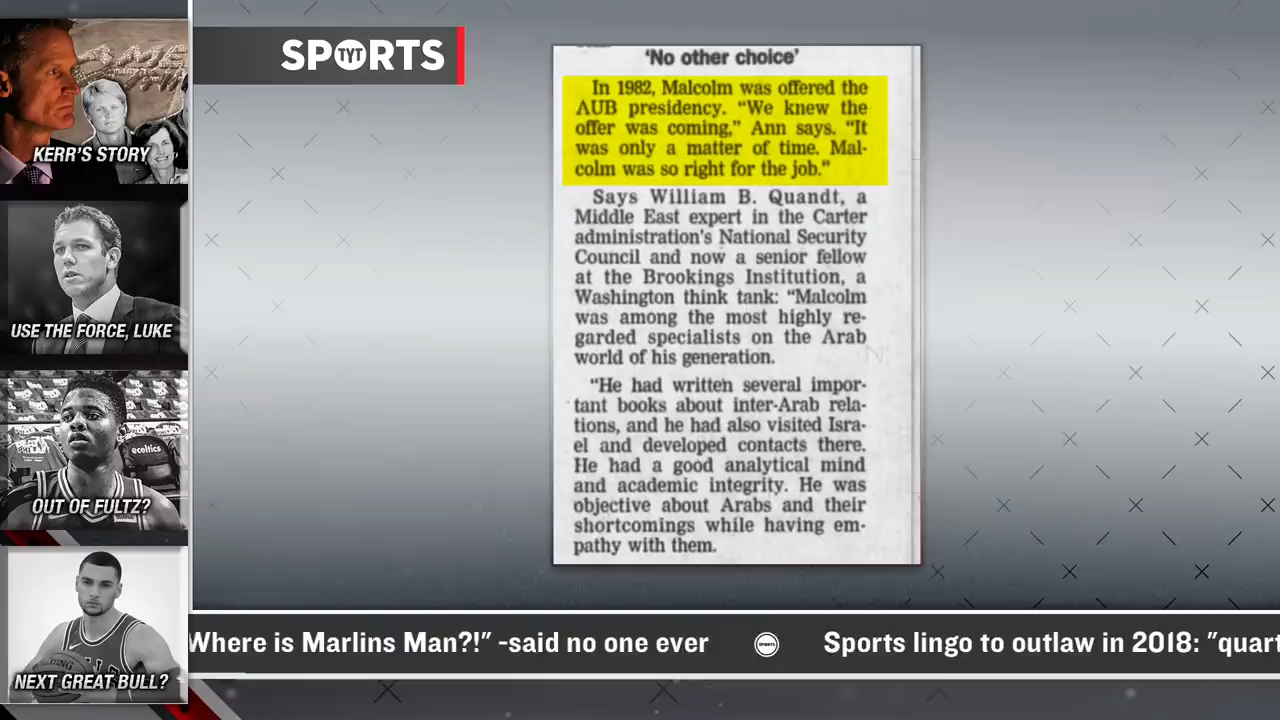 SPORTS
TYT
KERR'S STORY
USE THE FORCE, LUKE
eceltics
OUT OF FULTZ?
NEXT GREAT BULL?
'No other choice'
In 1982, Malcolm was offered the
AUB presidency. "We knew the
offer was coming," Ann says. "It
was only a matter of time. Mal-
colm was so right for the job."
Says William B. Quandt, a
Middle East expert in the Carter
administration's National Security
Council and now a senior fellow
at the Brookings Institution, a
Washington think tank: "Malcolm
was among the most highly re-
garded specialists on the Arab
world of his generation.
"He had written several impor-
tant books about inter-Arab rela-
tions, and he had also visited Isra-
el and developed contacts there.
He had a good analytical mind
and academic integrity. He was
objective about Arabs and their
shortcomings while having em-
pathy with them.
Where is Marlins Man?!" -said no one ever
SPORTS
Sports lingo to outlaw in 2018: "quart